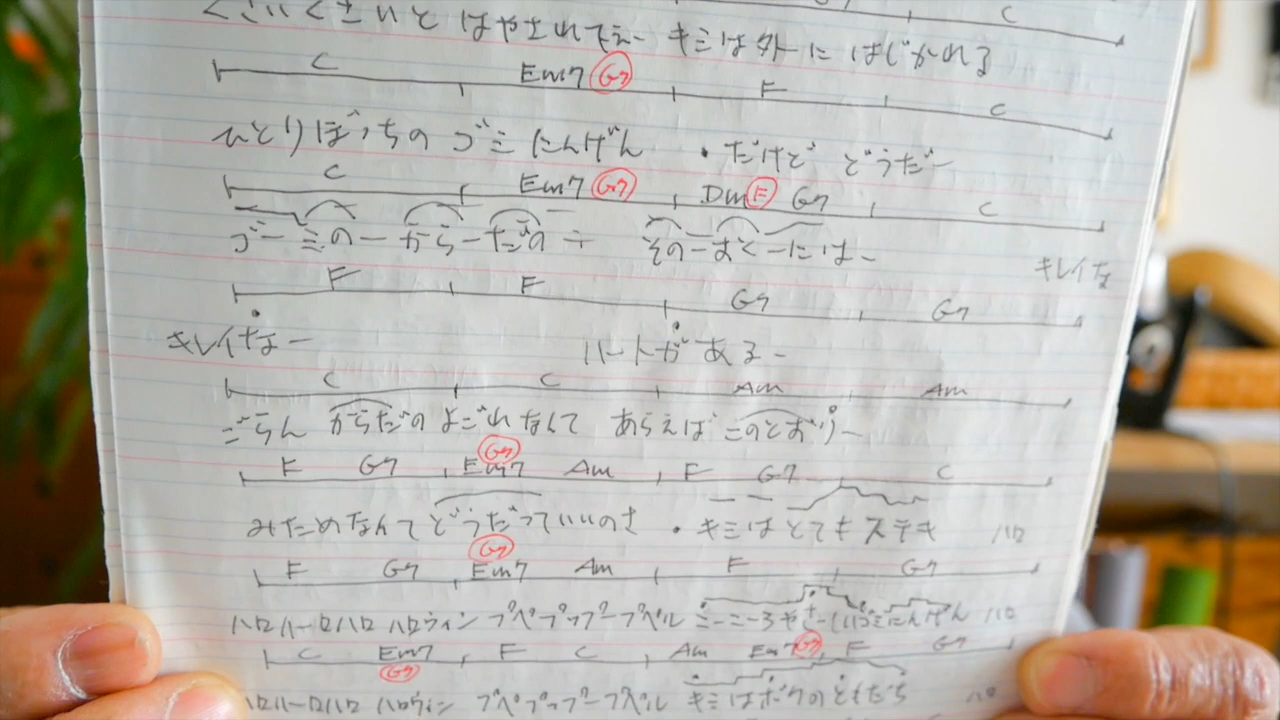 G7 C
くさいくさいと はやされてえー キミは外に はじかれる
C Em7 G7 F C
ひとりぼっちの ゴミ にんげん ・だけど どうだー
C Em7 G7 Dm F G7 C
ゴーミのーからーだの そのーおくーにはー キレイな
F F G7 G7
キレイなー ハートがあるー
C C Am Am
ごらん からだの よごれなんて あらえば このとおりー
G7
F G7 Em7 Am F G7 C
みためなんてどうだっていいのさ ・キミはとてもステキ ハロ
G7
F G7 Em7 Am F G7
ハロハーロハロ ハロウィン プペプップープペル ミーニーろやさーしいゴミにんげん ハロ
C Em7 F C Am Em7 G7 F G7
G7
ハロハーロハロ ハロウィン プペプップープペル キミはボクのともだち ハロ